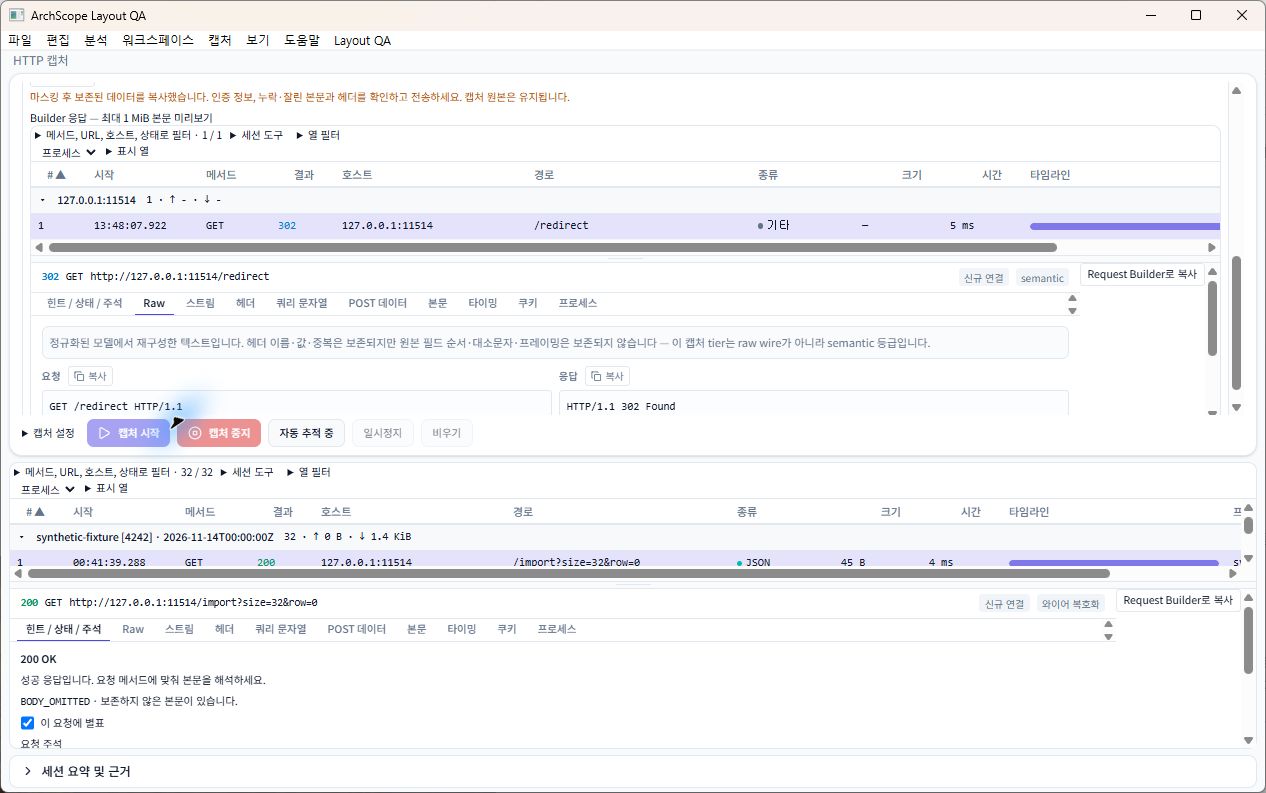 ArchScope Layout QA
파일 편집 분석 워크스페이스 캡처 보기 도움말 Layout QA
HTTP 캡처
마스킹 후 보존된 데이터를 복사했습니다. 인증 정보, 누락·잘린 본문과 헤더를 확인하고 전송하세요. 캡처 원본은 유지됩니다.
Builder 응답 — 최대 1 MiB 본문 미리보기
▶ 메서드, URL, 호스트, 상태로 필터 · 1 / 1 ▶ 세션 도구 ▶ 열 필터
프로세스 ▶ 표시 열
# ▲ 시작 메서드 결과 호스트 경로 종류 크기 시간 타임라인
127.0.0.1:11514 1 · ↑ - · ↓ -
1 13:48:07.922 GET 302 127.0.0.1:11514 /redirect ● 기타 — 5 ms
302 GET http://127.0.0.1:11514/redirect 신규 연결 semantic Request Builder로 복사
힌트 / 상태 / 주석 Raw 스트림 헤더 쿼리 문자열 POST 데이터 본문 타이밍 쿠키 프로세스
정규화된 모델에서 재구성한 텍스트입니다. 헤더 이름·값·중복은 보존되지만 원본 필드 순서·대소문자·프레이밍은 보존되지 않습니다 — 이 캡처 tier는 raw wire가 아니라 semantic 등급입니다.
요청 복사 응답 복사
GET /redirect HTTP/1.1 HTTP/1.1 302 Found
▶ 캡처 설정 캡처 시작 캡처 중지 자동 추적 중 일시정지 비우기
▶ 메서드, URL, 호스트, 상태로 필터 · 32 / 32 ▶ 세션 도구 ▶ 열 필터
프로세스 ▶ 표시 열
# ▲ 시작 메서드 결과 호스트 경로 종류 크기 시간 타임라인
synthetic-fixture [4242] · 2026-11-14T00:00:00Z 32 · ↑ 0 B · ↓ 1.4 KiB
1 00:41:39.288 GET 200 127.0.0.1:11514 /import?size=32&row=0 ● JSON 45 B 4 ms
200 GET http://127.0.0.1:11514/import?size=32&row=0 신규 연결 와이어 복호화 Request Builder로 복사
힌트 / 상태 / 주석 Raw 스트림 헤더 쿼리 문자열 POST 데이터 본문 타이밍 쿠키 프로세스
200 OK
성공 응답입니다. 요청 메서드에 맞춰 본문을 해석하세요.
BODY_OMITTED · 보존하지 않은 본문이 있습니다.
이 요청에 별표
요청 주석
세션 요약 및 근거